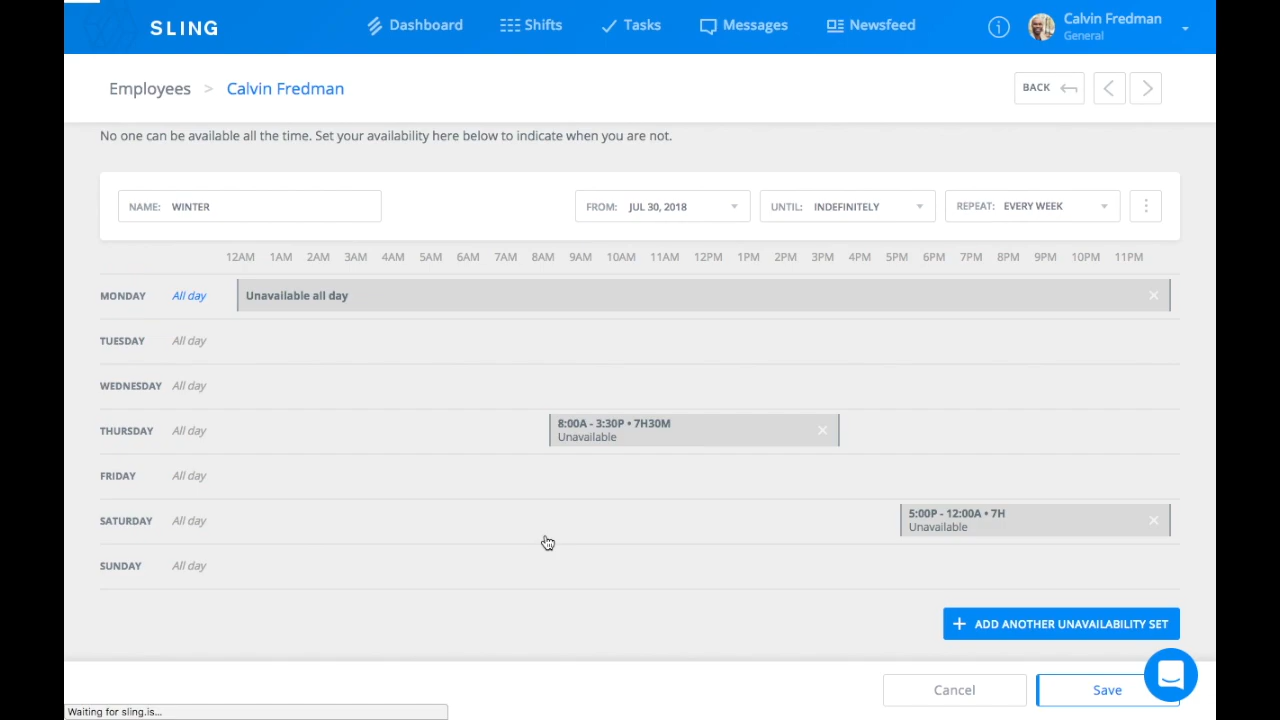 SLING
Dashboard
Shifts
Tasks
Messages
Newsfeed
Calvin Fredman
General
Employees > Calvin Fredman
BACK
No one can be available all the time. Set your availability here below to indicate when you are not.
NAME: WINTER
FROM: JUL 30, 2018
UNTIL: INDEFINITELY
REPEAT: EVERY WEEK
12AM 1AM 2AM 3AM 4AM 5AM 6AM 7AM 8AM 9AM 10AM 11AM 12PM 1PM 2PM 3PM 4PM 5PM 6PM 7PM 8PM 9PM 10PM 11PM
MONDAY All day Unavailable all day
TUESDAY All day
WEDNESDAY All day
THURSDAY All day
8:00A - 3:30P • 7H30M
Unavailable
FRIDAY All day
SATURDAY All day
5:00P - 12:00A • 7H
Unavailable
SUNDAY All day
+ ADD ANOTHER UNAVAILABILITY SET
Cancel
Save
Waiting for sling.is...